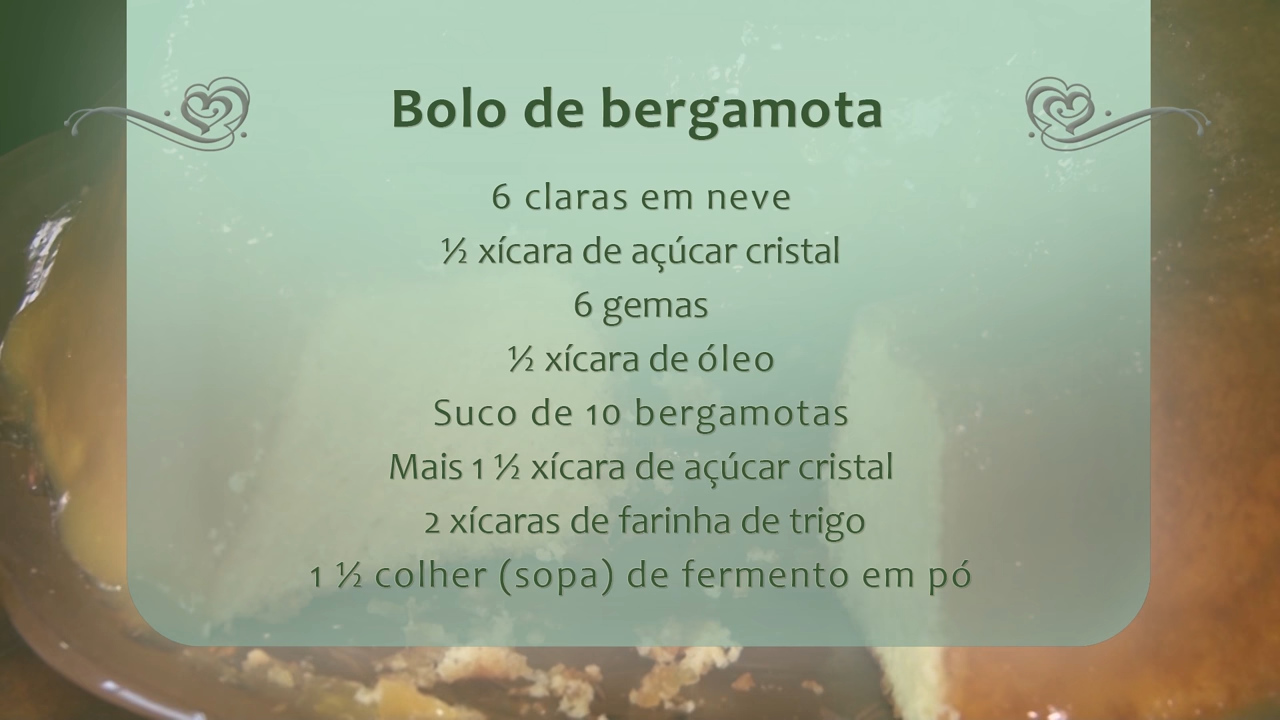 Bolo de bergamota
6 claras em neve
½ xícara de açúcar cristal
6 gemas
½ xícara de óleo
Suco de 10 bergamotas
Mais 1 ½ xícara de açúcar cristal
2 xícaras de farinha de trigo
1 ½ colher (sopa) de fermento em pó